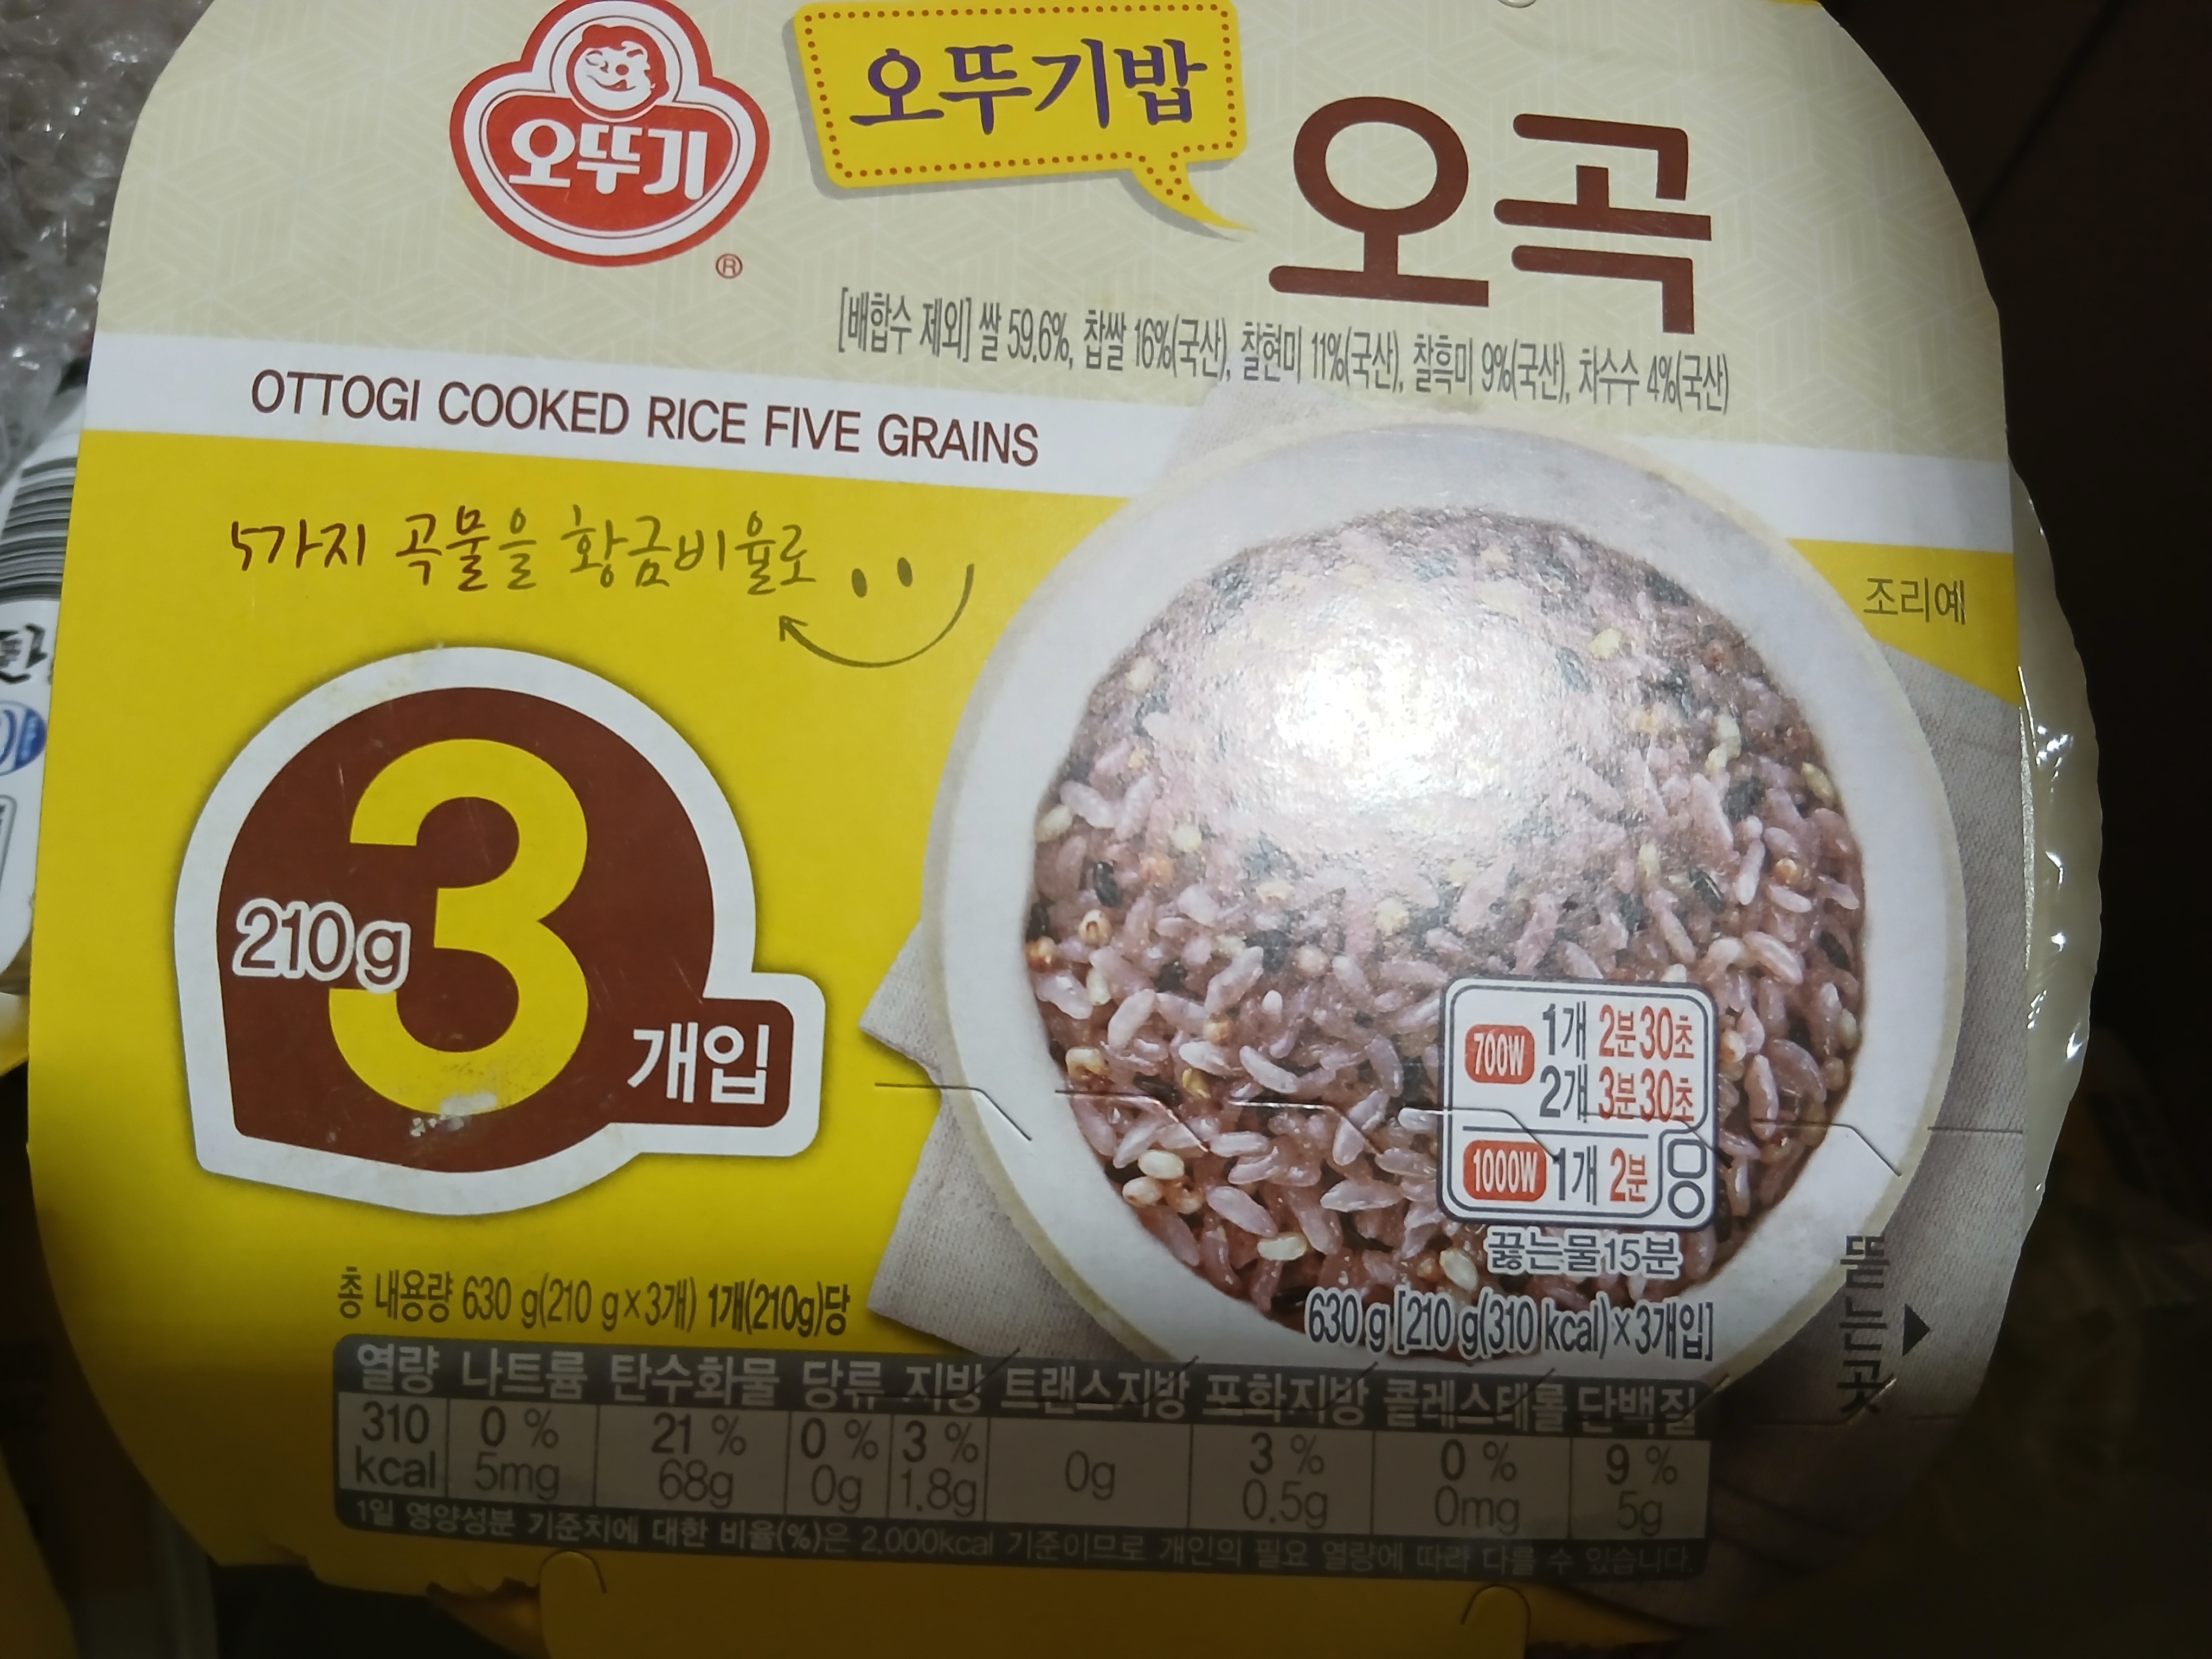 오뚜기
®
오뚜기밥
오곡
[배합수 제외] 쌀 59.6%, 찹쌀 16%(국산), 찰현미 11%(국산), 찰흑미 9%(국산), 차수수 4%(국산)
OTTOGI COOKED RICE FIVE GRAINS
5가지 곡물을 황금비율로
조리예
210g
3
개입
700W 1개 2분30초
2개 3분30초
1000W 1개 2분
끓는물15분
630 g [210 g(310 kcal)×3개입]
뜯는곳
총 내용량 630 g(210 g×3개) 1개(210g)당
열량 나트륨 탄수화물 당류 지방 트랜스지방 포화지방 콜레스테롤 단백질
310 0 % 21 % 0 % 3 % 0g 3 % 0 % 9 %
kcal 5mg 68g 0g 1.8g 0.5g 0mg 5g
1일 영양성분 기준치에 대한 비율(%)은 2,000kcal 기준이므로 개인의 필요 열량에 따라 다를 수 있습니다.